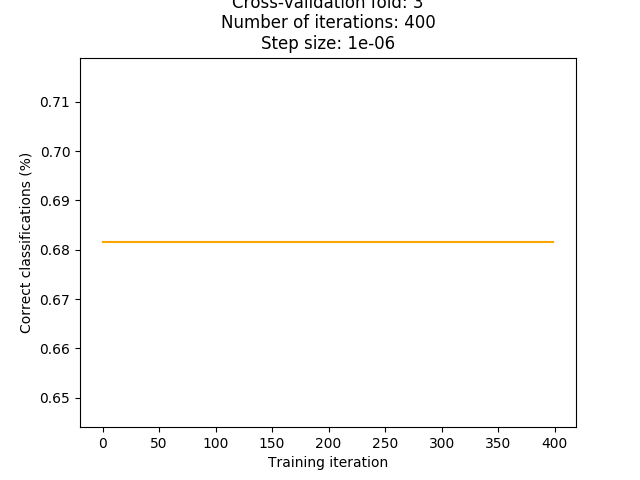 Cross-validation fold: 3
Number of iterations: 400
Step size: 1e-06
0.71
0.70
0.69
0.68
0.67
0.66
0.65
Correct classifications (%)
0 50 100 150 200 250 300 350 400
Training iteration